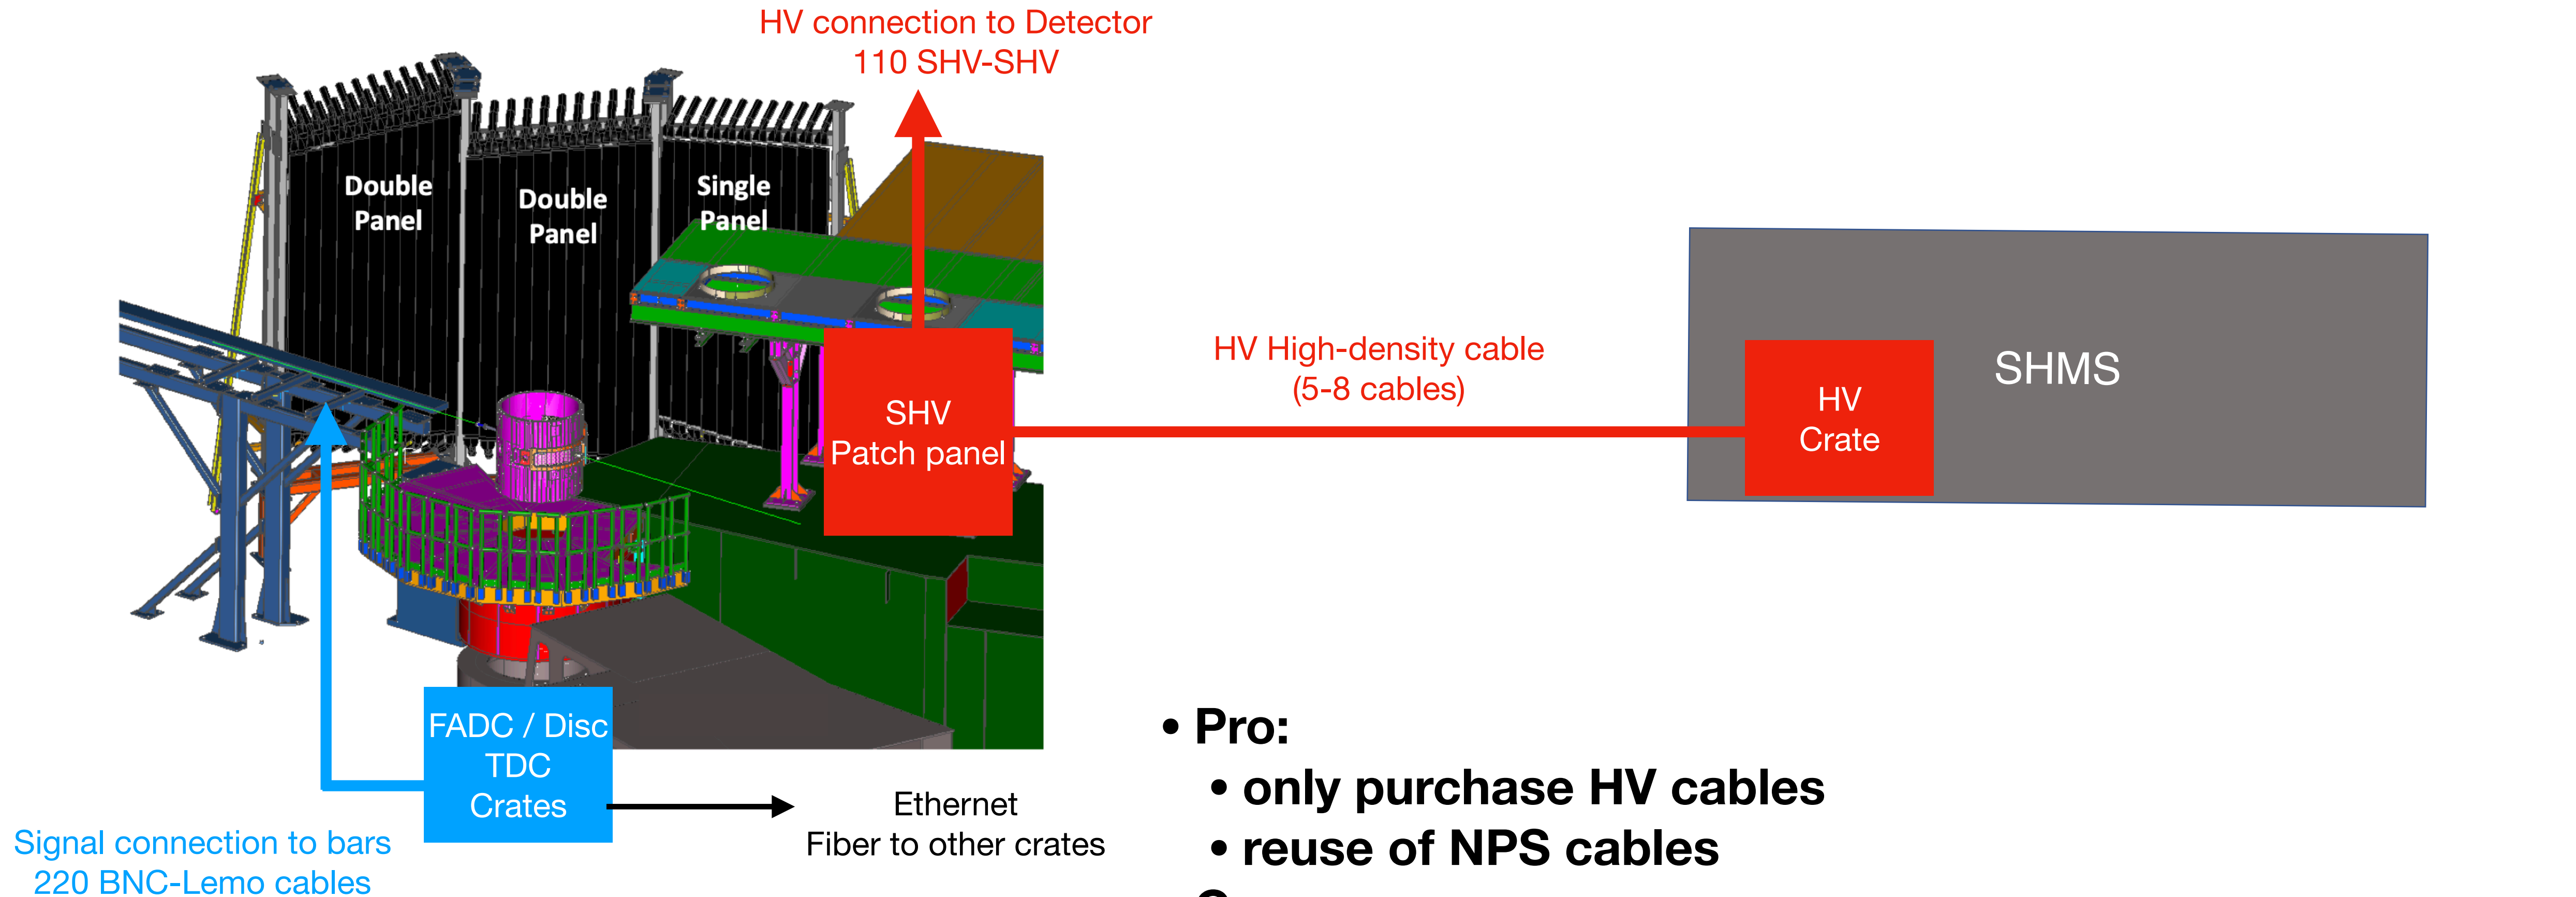 HV connection to Detector
110 SHV-SHV
Double
Panel
Double
Panel
Single
Panel
SHV
Patch panel
HV High-density cable
(5-8 cables)
HV
Crate
SHMS
FADC / Disc
TDC
Crates
Ethernet
Fiber to other crates
Signal connection to bars
220 BNC-Lemo cables
• Pro:
• only purchase HV cables
• reuse of NPS cables